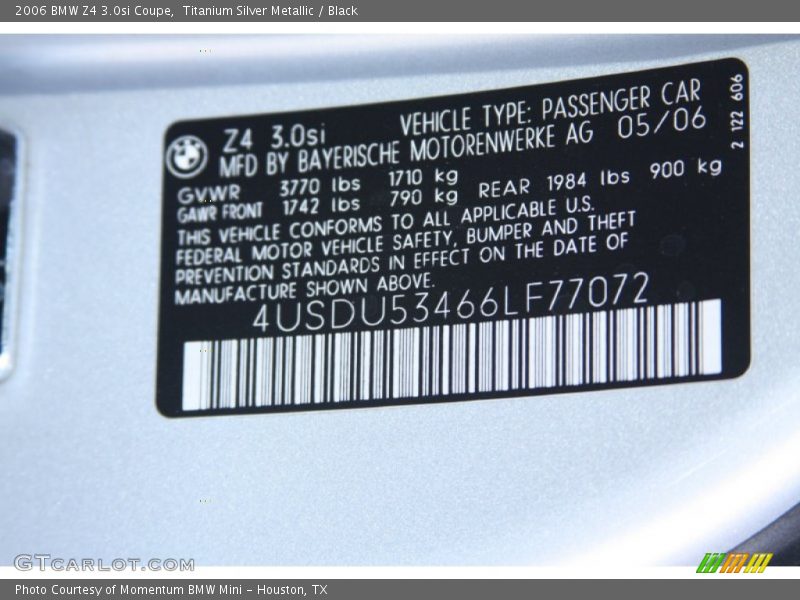 2006 BMW Z4 3.0si Coupe,  Titanium Silver Metallic / Black
Z4 3.0si VEHICLE TYPE: PASSENGER CAR
MFD BY BAYERISCHE MOTORENWERKE AG 05/06
GVWR 3770 lbs 1710 kg
GAWR FRONT 1742 lbs 790 kg REAR 1984 lbs 900 kg
THIS VEHICLE CONFORMS TO ALL APPLICABLE U.S.
FEDERAL MOTOR VEHICLE SAFETY, BUMPER AND THEFT
PREVENTION STANDARDS IN EFFECT ON THE DATE OF
MANUFACTURE SHOWN ABOVE.
4USDU53466LF77072
2 122 606
GTCARLOT.COM
Photo Courtesy of Momentum BMW Mini - Houston, TX